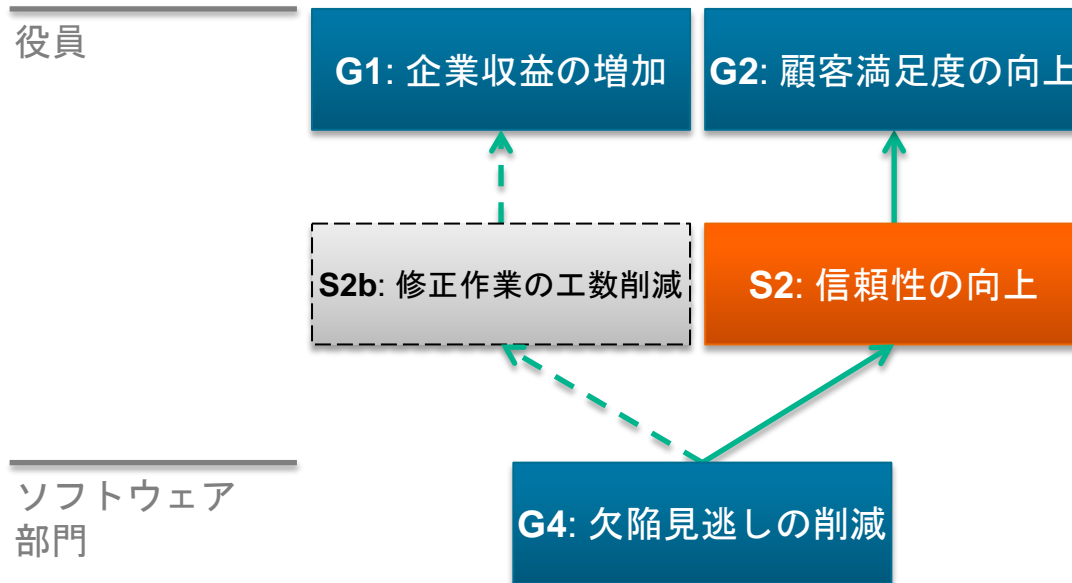 役員
G1: 企業収益の増加
G2: 顧客満足度の向上
S2b: 修正作業の工数削減
S2: 信頼性の向上
ソフトウェア
部門
G4: 欠陥見逃しの削減